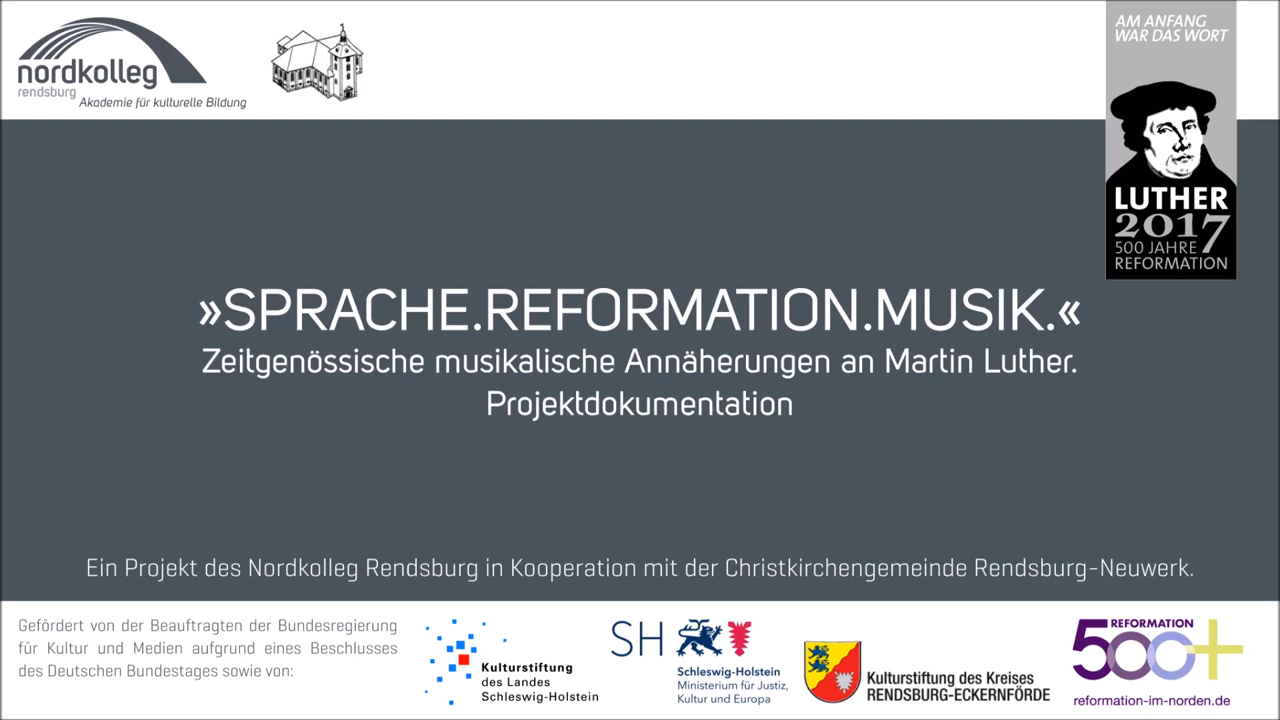 nordkolleg
rendsburg
Akademie für kulturelle Bildung
AM ANFANG
WAR DAS WORT
LUTHER
2017
500 JAHRE
REFORMATION
»SPRACHE.REFORMATION.MUSIK.«
Zeitgenössische musikalische Annäherungen an Martin Luther.
Projektdokumentation
Ein Projekt des Nordkolleg Rendsburg in Kooperation mit der Christkirchengemeinde Rendsburg-Neuwerk.
Gefördert von der Beauftragten der Bundesregierung
für Kultur und Medien aufgrund eines Beschlusses
des Deutschen Bundestages sowie von:
Kulturstiftung
des Landes
Schleswig-Holstein
SH
Schleswig-Holstein
Ministerium für Justiz,
Kultur und Europa
Kulturstiftung des Kreises
RENDSBURG-ECKERNFÖRDE
REFORMATION
500+
reformation-im-norden.de